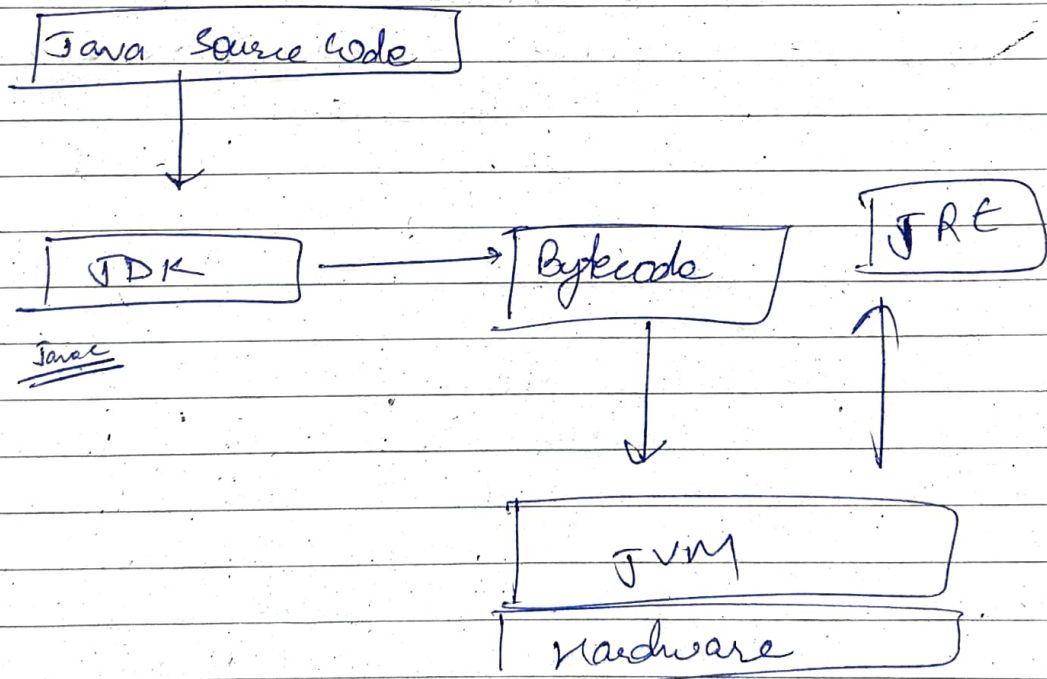 Java Source Code
JDK
Bytecode
JRE
Javac
JVM
Hardware